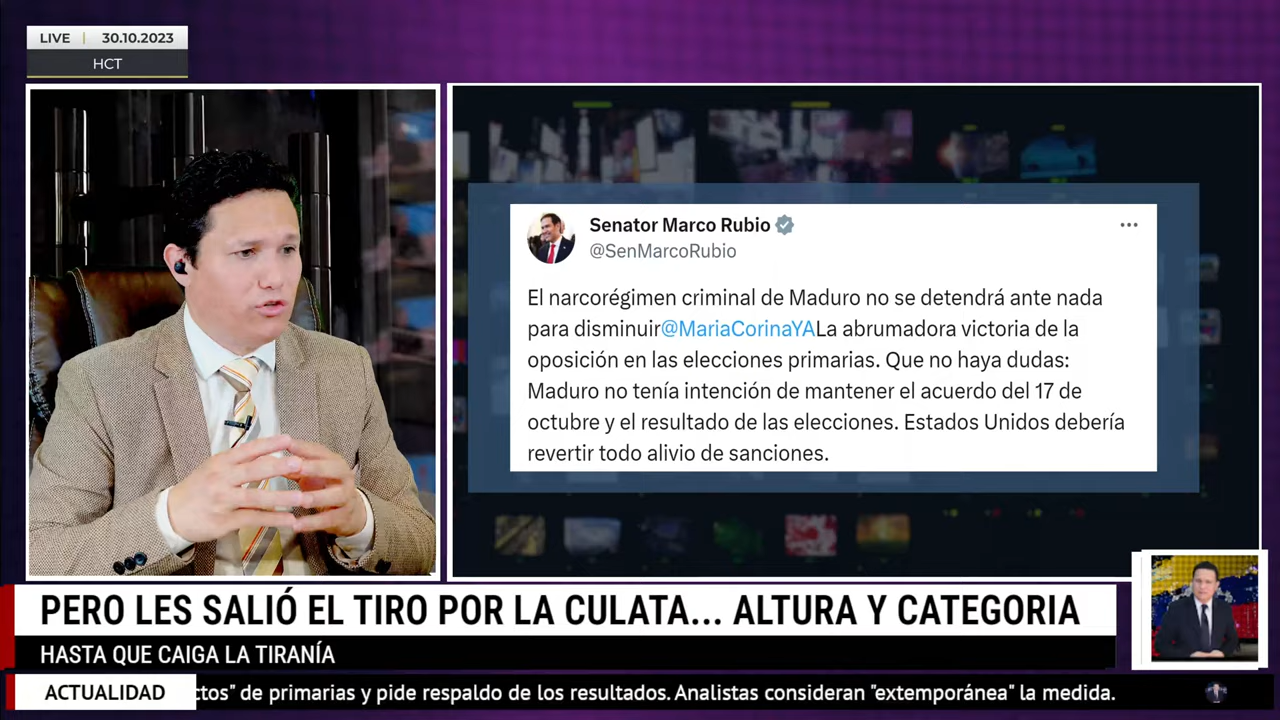 LIVE | 30.10.2023
HCT
Senator Marco Rubio
@SenMarcoRubio
El narcorégimen criminal de Maduro no se detendrá ante nada
para disminuir@MariaCorinaYALa abrumadora victoria de la
oposición en las elecciones primarias. Que no haya dudas:
Maduro no tenía intención de mantener el acuerdo del 17 de
octubre y el resultado de las elecciones. Estados Unidos debería
revertir todo alivio de sanciones.
PERO LES SALIÓ EL TIRO POR LA CULATA... ALTURA Y CATEGORIA
HASTA QUE CAIGA LA TIRANÍA
ACTUALIDAD
ctos" de primarias y pide respaldo de los resultados. Analistas consideran "extemporánea" la medida.